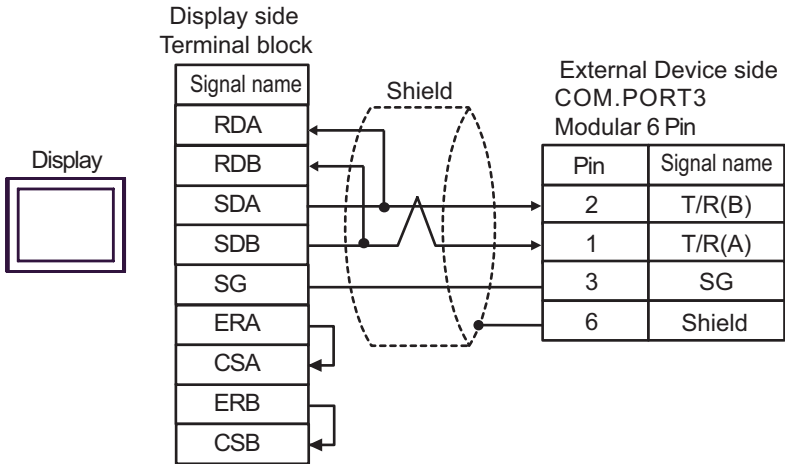 Display side
Terminal block
Signal name
RDA
RDB
SDA
SDB
SG
ERA
CSA
ERB
CSB
Display
Shield
External Device side
COM.PORT3
Modular 6 Pin
Pin Signal name
2 T/R(B)
1 T/R(A)
3 SG
6 Shield